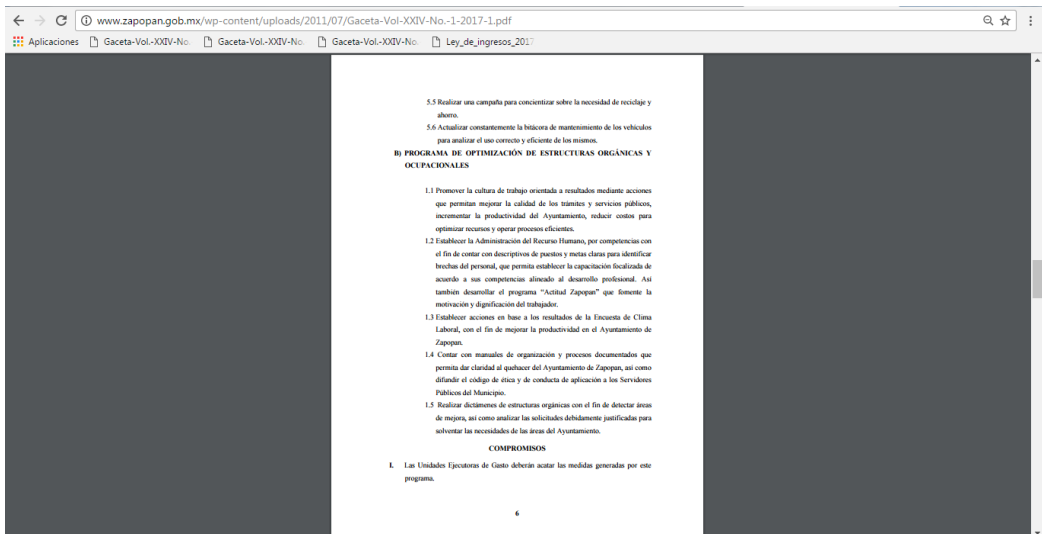 www.zapopan.gob.mx/wp-content/uploads/2011/07/Gaceta-Vol-XXIV-No.-1-2017-1.pdf
Aplicaciones Gaceta-Vol.-XXIV-No. Gaceta-Vol.-XXIV-No. Gaceta-Vol.-XXIV-No. Ley_de_ingresos_2017
5.5 Realizar una campaña para concientizar sobre la necesidad de reciclaje y
ahorro.
5.6 Actualizar constantemente la bitácora de mantenimiento de los vehículos
para analizar el uso correcto y eficiente de los mismos.
B) PROGRAMA DE OPTIMIZACIÓN DE ESTRUCTURAS ORGÁNICAS Y
OCUPACIONALES
1.1 Promover la cultura de trabajo orientada a resultados mediante acciones
que permitan mejorar la calidad de los trámites y servicios públicos,
incrementar la productividad del Ayuntamiento, reducir costos para
optimizar recursos y operar procesos eficientes.
1.2 Establecer la Administración del Recurso Humano, por competencias con
el fin de contar con descriptivos de puestos y metas claras para identificar
brechas del personal, que permita establecer la capacitación focalizada de
acuerdo a sus competencias alineado al desarrollo profesional. Así
también desarrollar el programa “Actitud Zapopan” que fomente la
motivación y dignificación del trabajador.
1.3 Establecer acciones en base a los resultados de la Encuesta de Clima
Laboral, con el fin de mejorar la productividad en el Ayuntamiento de
Zapopan.
1.4 Contar con manuales de organización y procesos documentados que
permita dar claridad al quehacer del Ayuntamiento de Zapopan, así como
difundir el código de ética y de conducta de aplicación a los Servidores
Públicos del Municipio.
1.5 Realizar dictámenes de estructuras orgánicas con el fin de detectar áreas
de mejora, así como analizar las solicitudes debidamente justificadas para
solventar las necesidades de las áreas del Ayuntamiento.
COMPROMISOS
I. Las Unidades Ejecutoras de Gasto deberán acatar las medidas generadas por este
programa.
6